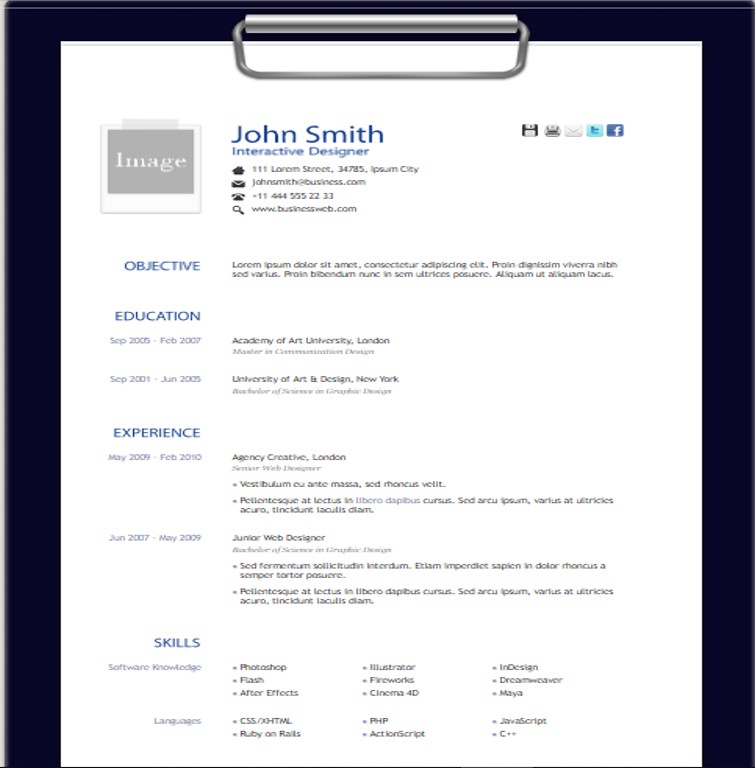 Image
John Smith
Interactive Designer
111 Lorem Street, 34785, Ipsum City
johnsmith@business.com
+11 444 555 22 33
www.businessweb.com
OBJECTIVE
Lorem ipsum dolor sit amet, consectetur adipiscing elit. Proin dignissim viverra nibh
sed varius. Proin bibendum nunc in sem ultrices posuere. Aliquam ut aliquam lacus.
EDUCATION
Sep 2005 - Feb 2007
Academy of Art University, London
Master in Communication Design
Sep 2001 - Jun 2005
University of Art & Design, New York
Bachelor of Science in Graphic Design
EXPERIENCE
May 2009 - Feb 2010
Agency Creative, London
Senior Web Designer
Vestibulum eu ante massa, sed rhoncus velit.
Pellentesque at lectus in libero dapibus cursus. Sed arcu ipsum, varius at ultricies
acuro, tincidunt iaculis diam.
Jun 2007 - May 2009
Junior Web Designer
Bachelor of Science in Graphic Design
Sed fermentum sollicitudin interdum. Etiam imperdiet sapien in dolor rhoncus a
semper tortor posuere.
Pellentesque at lectus in libero dapibus cursus. Sed arcu ipsum, varius at ultricies
acuro, tincidunt iaculis diam.
SKILLS
Software Knowledge
Photoshop Illustrator InDesign
Flash Fireworks Dreamweaver
After Effects Cinema 4D Maya
Languages
CSS/XHTML PHP JavaScript
Ruby on Rails ActionScript C++